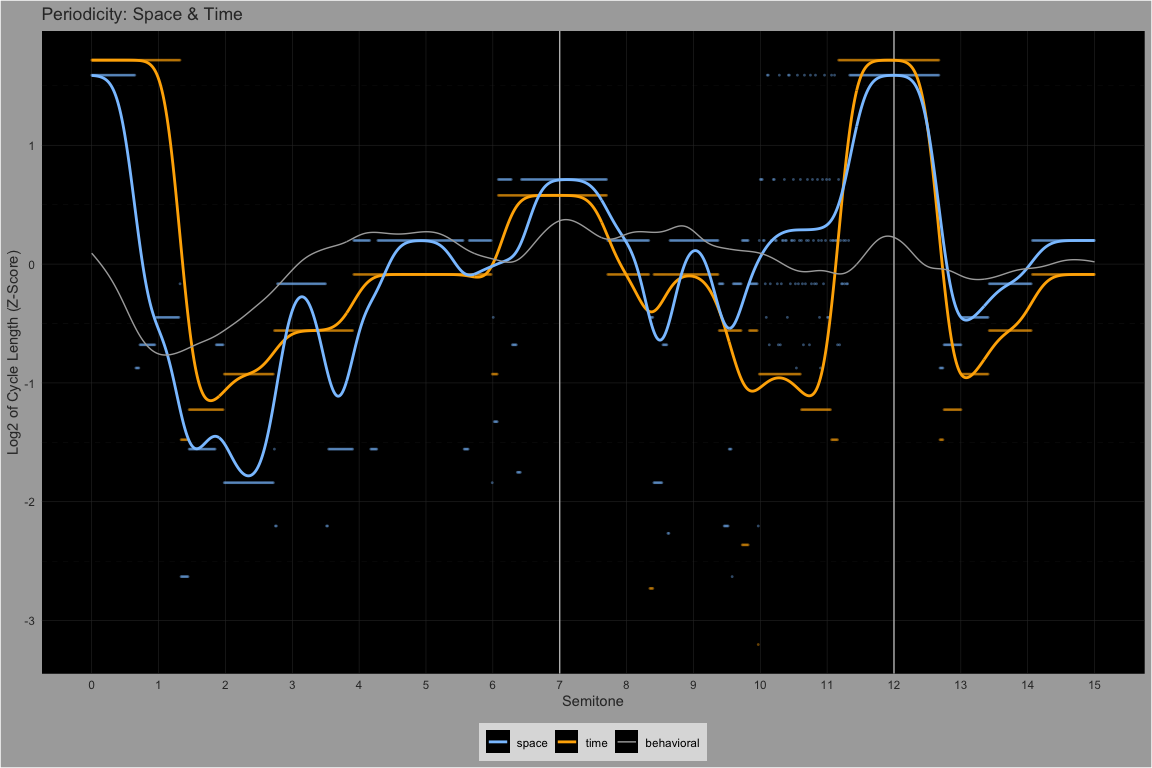 Periodicity: Space & Time
Log2 of Cycle Length (Z-Score)
1
0
-1
-2
-3
0 1 2 3 4 5 6 7 8 9 10 11 12 13 14 15
Semitone
space time behavioral